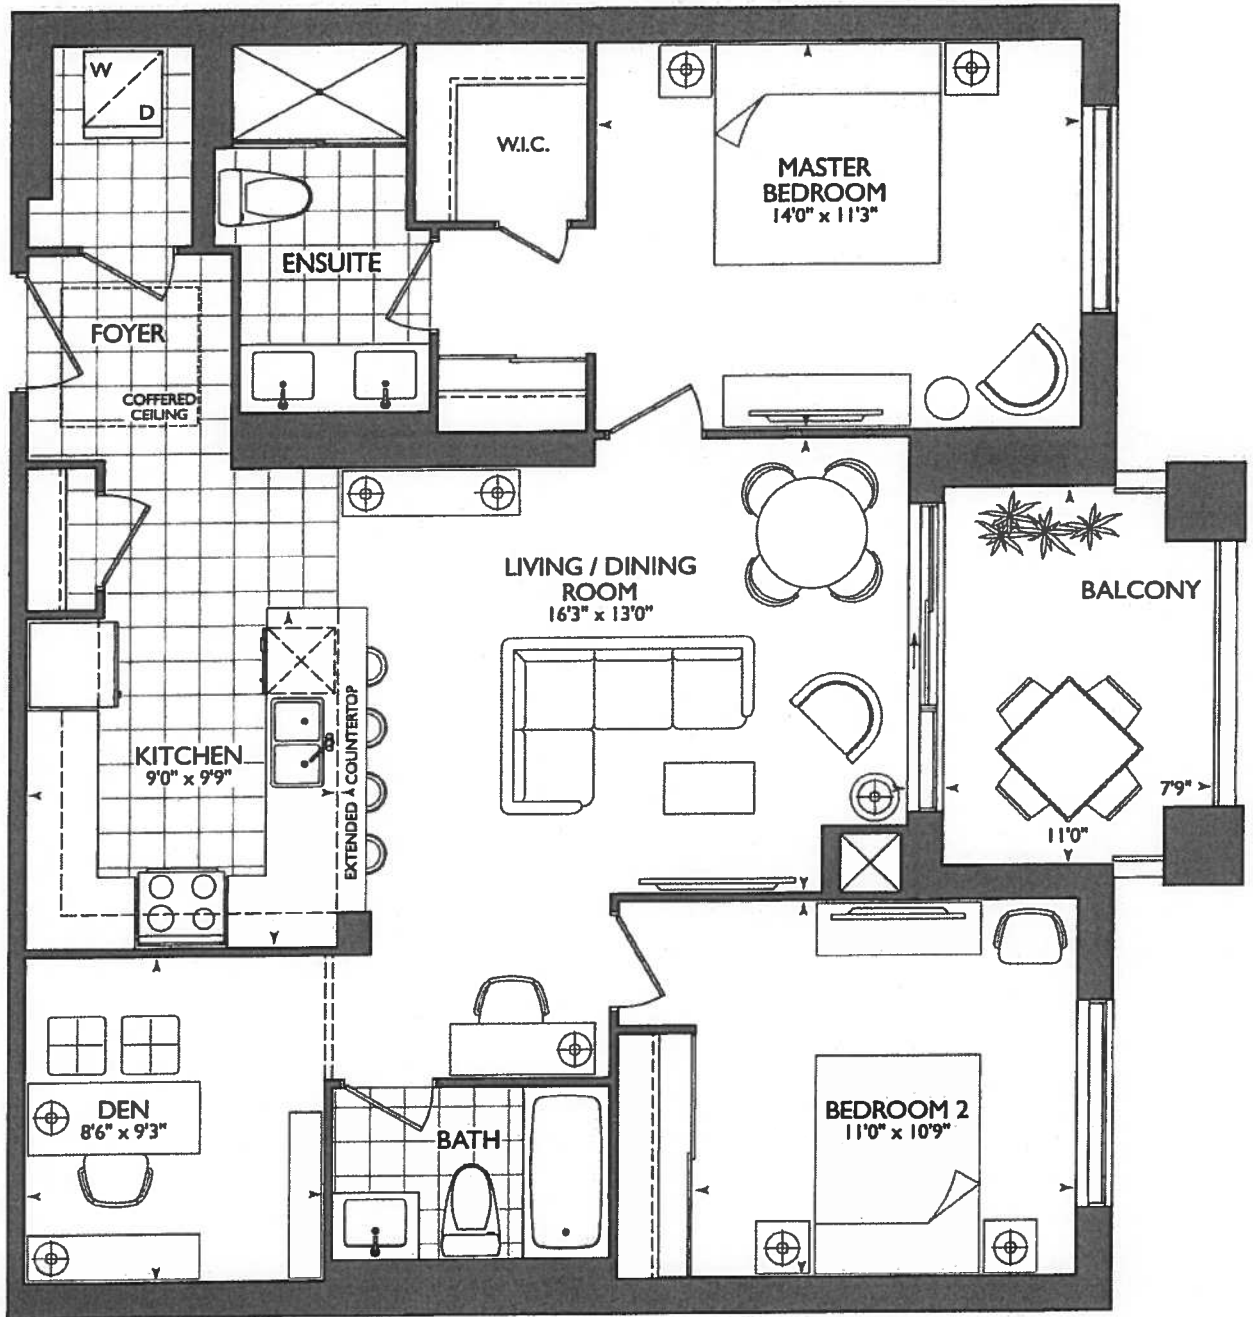 W
D
W.I.C.
MASTER
BEDROOM
14'0" x 11'3"
ENSUITE
FOYER
COFFERED
CEILING
LIVING / DINING
ROOM
16'3" x 13'0"
BALCONY
KITCHEN
9'0" x 9'9"
EXTENDED COUNTERTOP
7'9"
11'0"
DEN
8'6" x 9'3"
BATH
BEDROOM 2
11'0" x 10'9"